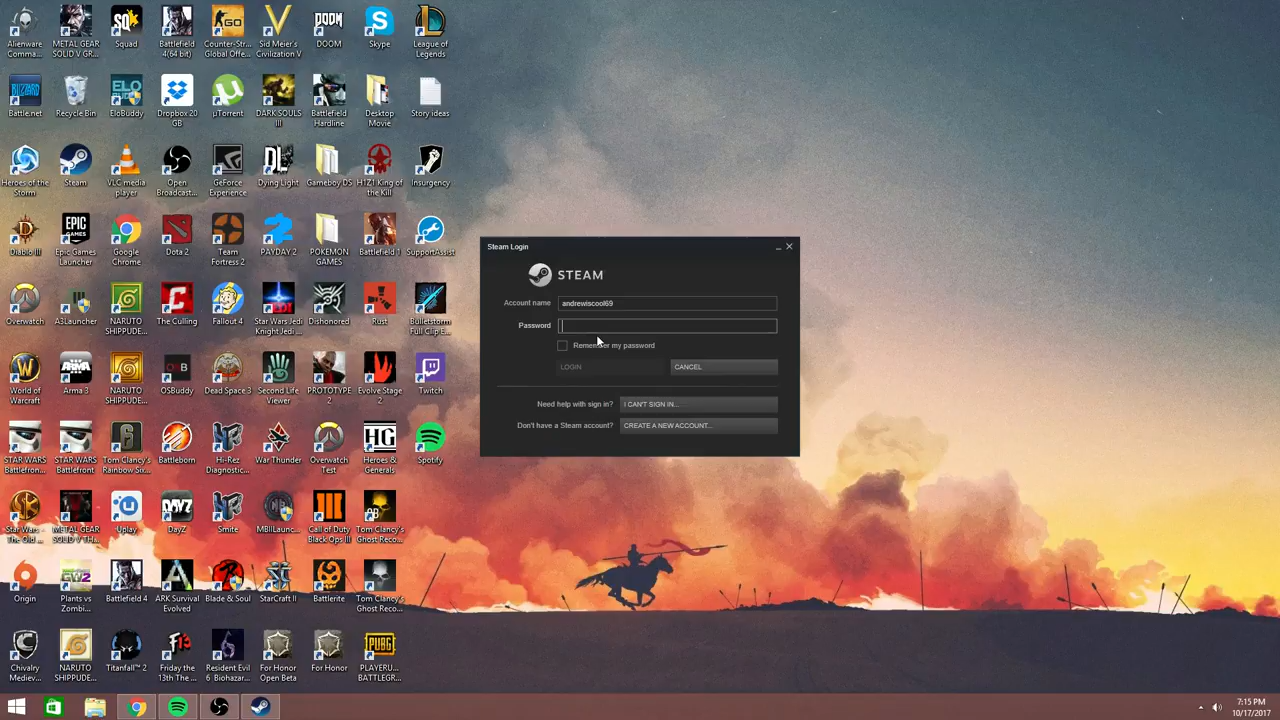 Alienware
Comma...
METAL GEAR
SOLID V GR...
Squad
Battlefield
4(64 bit)
Counter-Str...
Global Offe...
Sid Meier's
Civilization V
DOOM
Skype
League of
Legends
Battle.net
Recycle Bin
EloBuddy
Dropbox 20
GB
µTorrent
DARK SOULS
III
Battlefield
Hardline
Desktop
Movie
Story ideas
Heroes of the
Storm
Steam
VLC media
player
Open
Broadcast...
GeForce
Experience
Dying Light
Gameboy DS
H1Z1 King of
the Kill
Insurgency
Diablo III
Epic Games
Launcher
Google
Chrome
Dota 2
Team
Fortress 2
PAYDAY 2
POKEMON
GAMES
Battlefield 1
SupportAssist
Overwatch
A3Launcher
NARUTO
SHIPPUDE...
The Culling
Fallout 4
Star Wars Jedi
Knight Jedi ...
Dishonored
Rust
Bulletstorm
Full Clip E...
World of
Warcraft
Arma 3
NARUTO
SHIPPUDE...
OSBuddy
Dead Space 3
Second Life
Viewer
PROTOTYPE
2
Evolve Stage
2
Twitch
STAR WARS
Battlefron...
STAR WARS
Battlefront
Tom Clancy's
Rainbow Six...
Battleborn
Hi-Rez
Diagnostic...
War Thunder
Overwatch
Test
Heroes &
Generals
Spotify
Star Wars -
The Old ...
METAL GEAR
SOLID V TH...
Uplay
DayZ
Smite
MBIILaunc...
Call of Duty
Black Ops III
Tom Clancy's
Ghost Reco...
Origin
Plants vs
Zombi...
Battlefield 4
ARK Survival
Evolved
Blade & Soul
StarCraft II
Battlerite
Tom Clancy's
Ghost Reco...
Chivalry
Mediev...
NARUTO
SHIPPUDE...
Titanfall™ 2
Friday the
13th The ...
Resident Evil
6 Biohazar...
For Honor
Open Beta
For Honor
PLAYERU...
BATTLEGR...
Steam Login
STEAM
Account name
andrewiscool69
Password
Remember my password
LOGIN
CANCEL
Need help with sign in?
I CAN'T SIGN IN...
Don't have a Steam account?
CREATE A NEW ACCOUNT...
7:15 PM
10/17/2017